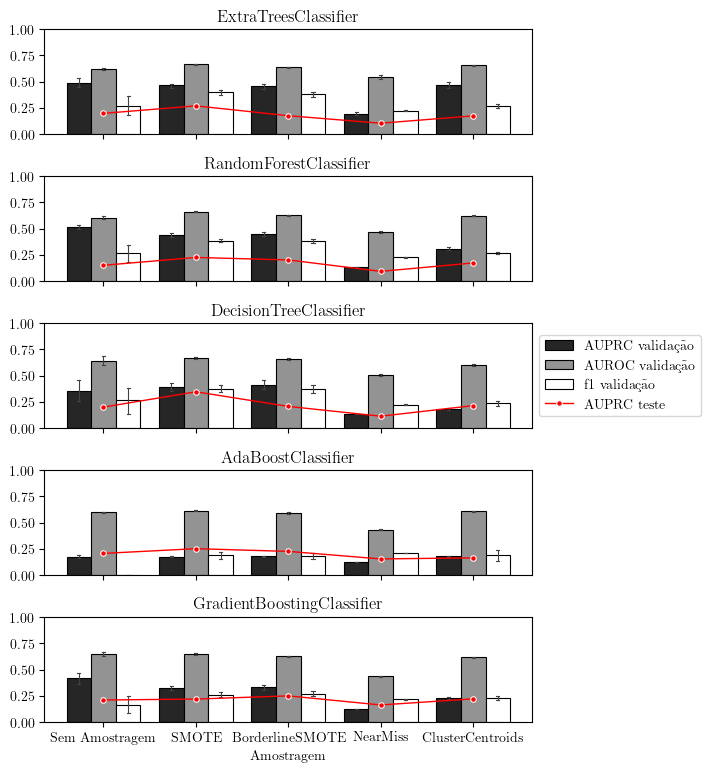 ExtraTreesClassifier
1.00
0.75
0.50
0.25
0.00
RandomForestClassifier
1.00
0.75
0.50
0.25
0.00
DecisionTreeClassifier
1.00
0.75
0.50
0.25
0.00
AUPRC validação
AUROC validação
f1 validação
AUPRC teste
AdaBoostClassifier
1.00
0.75
0.50
0.25
0.00
GradientBoostingClassifier
1.00
0.75
0.50
0.25
0.00
Sem Amostragem SMOTE BorderlineSMOTE NearMiss ClusterCentroids
Amostragem